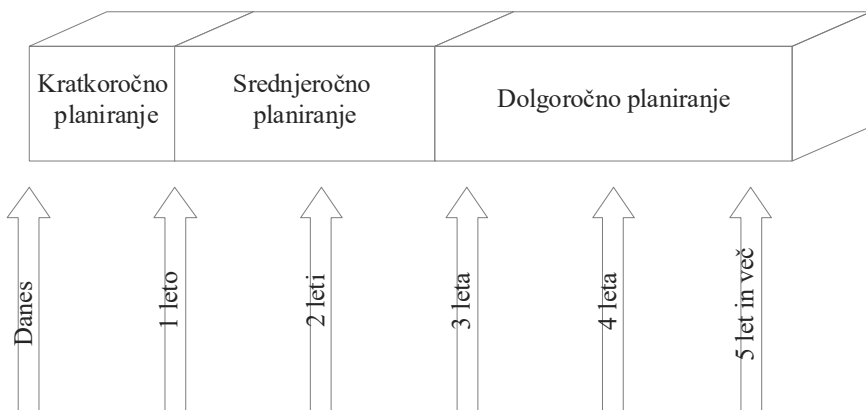 Kratkoročno
planiranje
Srednjeročno
planiranje
Dolgoročno planiranje
Danes
1 leto
2 leti
3 leta
4 leta
5 let in več